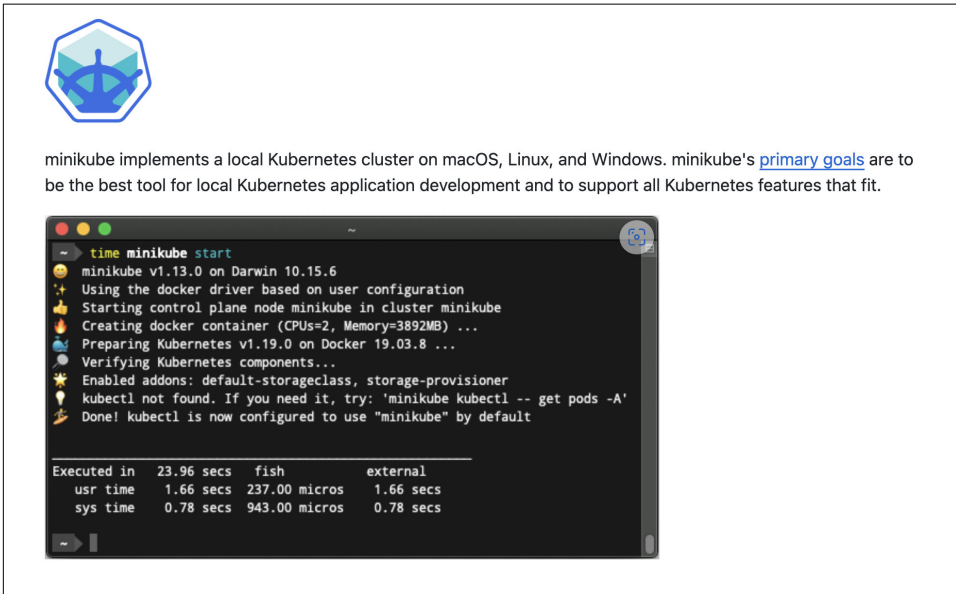 minikube implements a local Kubernetes cluster on macOS, Linux, and Windows. minikube's primary goals are to
be the best tool for local Kubernetes application development and to support all Kubernetes features that fit.
~
~ time minikube start
😄 minikube v1.13.0 on Darwin 10.15.6
✨ Using the docker driver based on user configuration
👍 Starting control plane node minikube in cluster minikube
🔥 Creating docker container (CPUs=2, Memory=3892MB) ...
🐳 Preparing Kubernetes v1.19.0 on Docker 19.03.8 ...
🔎 Verifying Kubernetes components...
🌟 Enabled addons: default-storageclass, storage-provisioner
💡 kubectl not found. If you need it, try: 'minikube kubectl -- get pods -A'
🏄 Done! kubectl is now configured to use "minikube" by default
Executed in 23.96 secs fish external
usr time 1.66 secs 237.00 micros 1.66 secs
sys time 0.78 secs 943.00 micros 0.78 secs
~